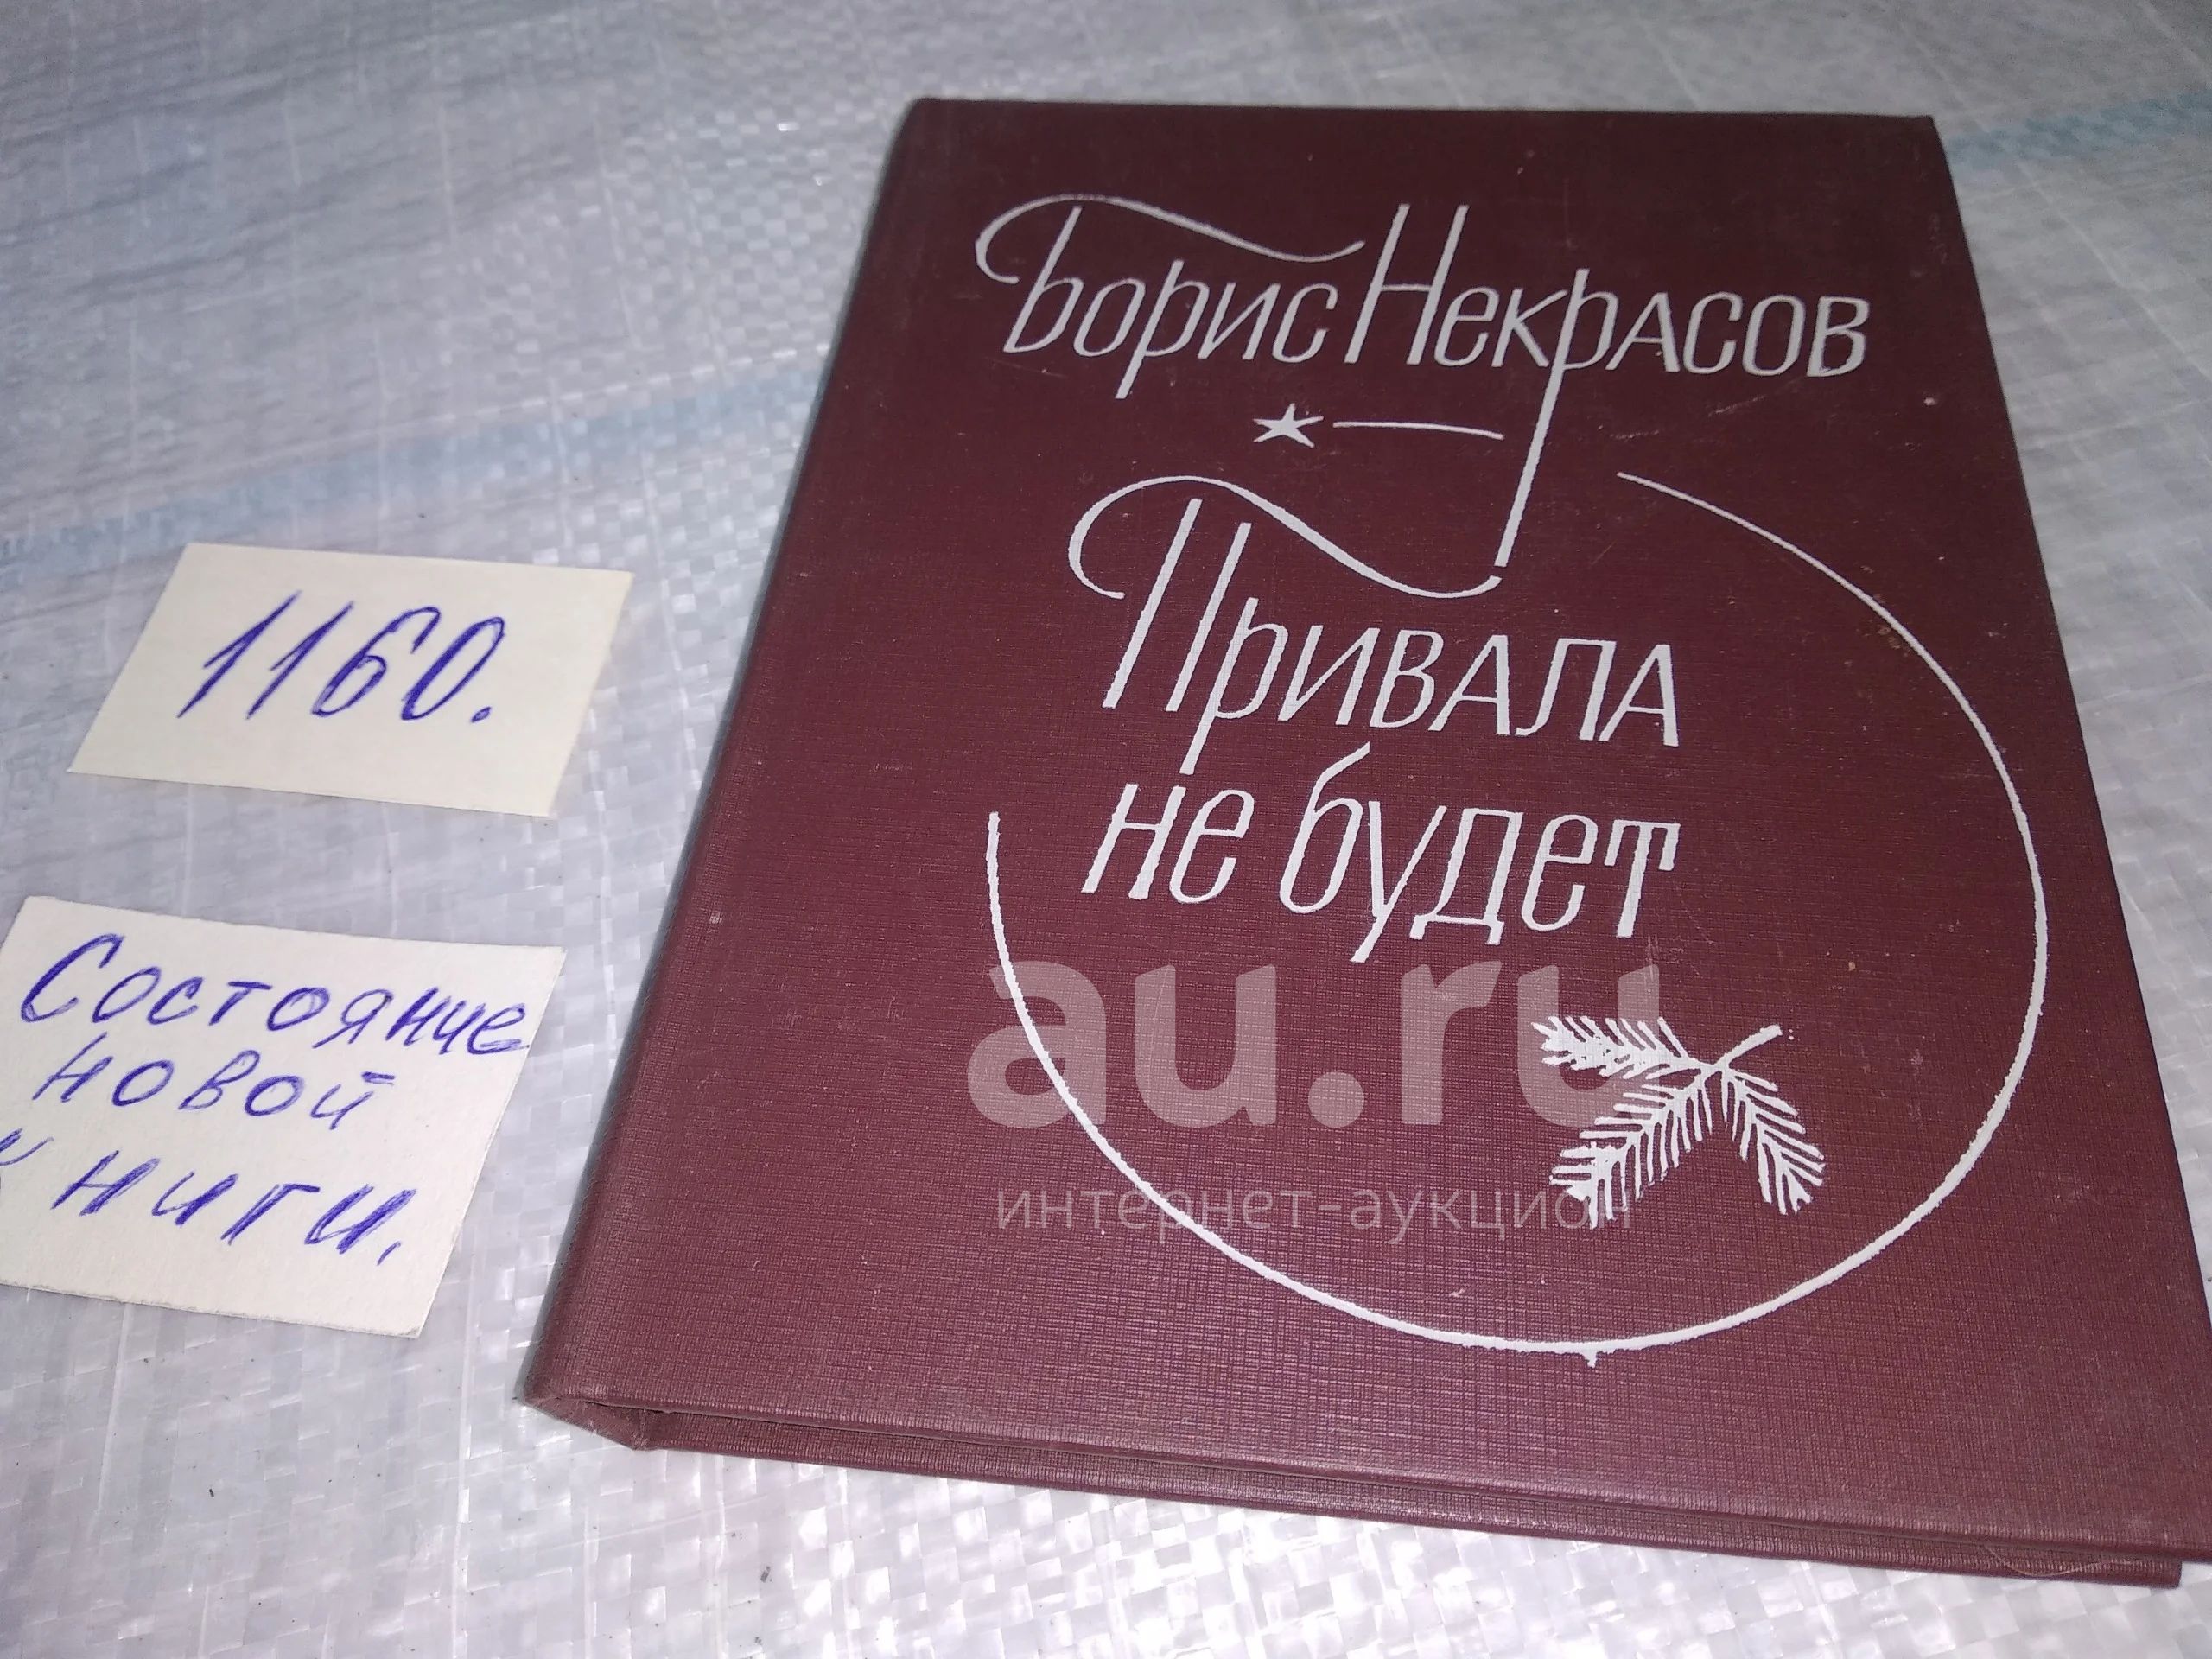 Борис Некрасов
Привала
не будет
1160.
Состояние
новой
книги.
au.ru
интернет-аукцион